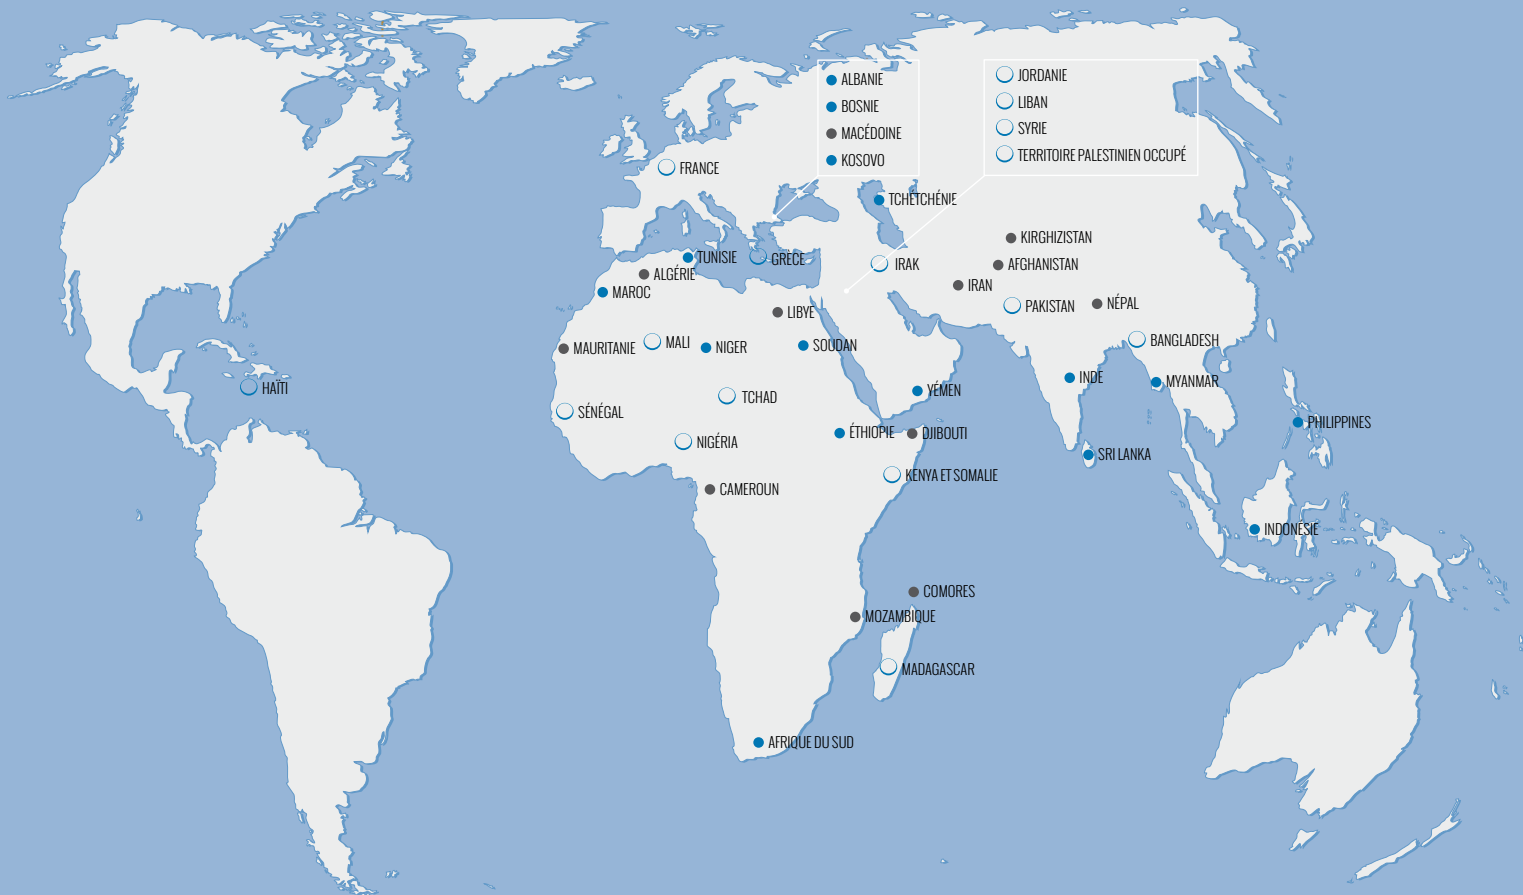 ALBANIE
BOSNIE
MACÉDOINE
KOSOVO
JORDANIE
LIBAN
SYRIE
TERRITOIRE PALESTINIEN OCCUPÉ
FRANCE
TCHÉTCHÉNIE
KIRGHIZISTAN
TUNISIE
GRECE
IRAK
AFGHANISTAN
ALGÉRIE
IRAN
MAROC
PAKISTAN
NÉPAL
LIBYE
MAURITANIE
MALI
NIGER
SOUDAN
BANGLADESH
HAÏTI
INDE
MYANMAR
YÉMEN
TCHAD
SÉNÉGAL
PHILIPPINES
NIGÉRIA
ÉTHIOPIE
DJIBOUTI
SRI LANKA
KENYA ET SOMALIE
CAMEROUN
INDONÉSIE
COMORES
MOZAMBIQUE
MADAGASCAR
AFRIQUE DU SUD